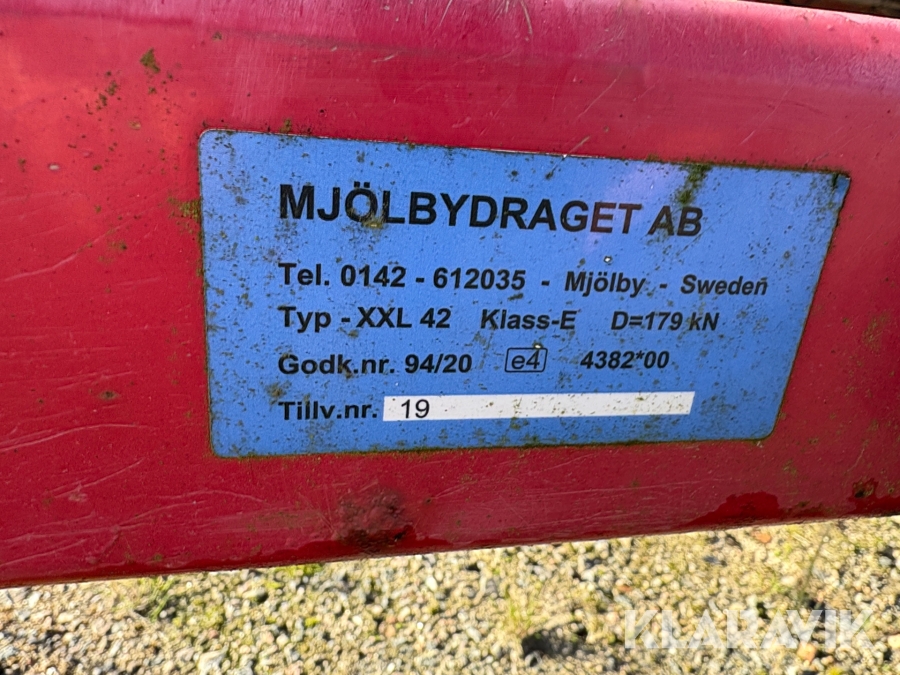 MJÖLBYDRAGET AB
Tel. 0142 - 612035 - Mjölby - Sweden
Typ - XXL 42 Klass-E D=179 kN
Godk.nr. 94/20 e4 4382*00
Tillv.nr. 19
KLARAVIK